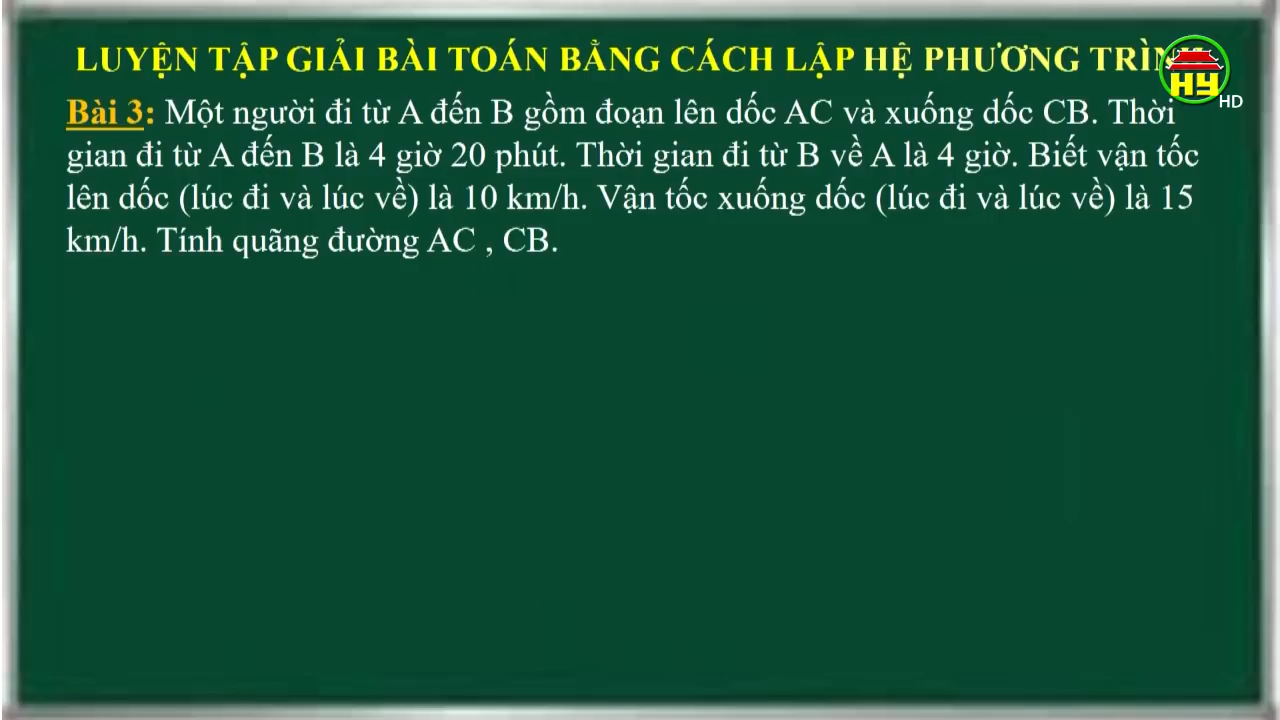 LUYỆN TẬP GIẢI BÀI TOÁN BẰNG CÁCH LẬP HỆ PHƯƠNG TRÌNH
HY HD
Bài 3: Một người đi từ A đến B gồm đoạn lên dốc AC và xuống dốc CB. Thời
gian đi từ A đến B là 4 giờ 20 phút. Thời gian đi từ B về A là 4 giờ. Biết vận tốc
lên dốc (lúc đi và lúc về) là 10 km/h. Vận tốc xuống dốc (lúc đi và lúc về) là 15
km/h. Tính quãng đường AC , CB.